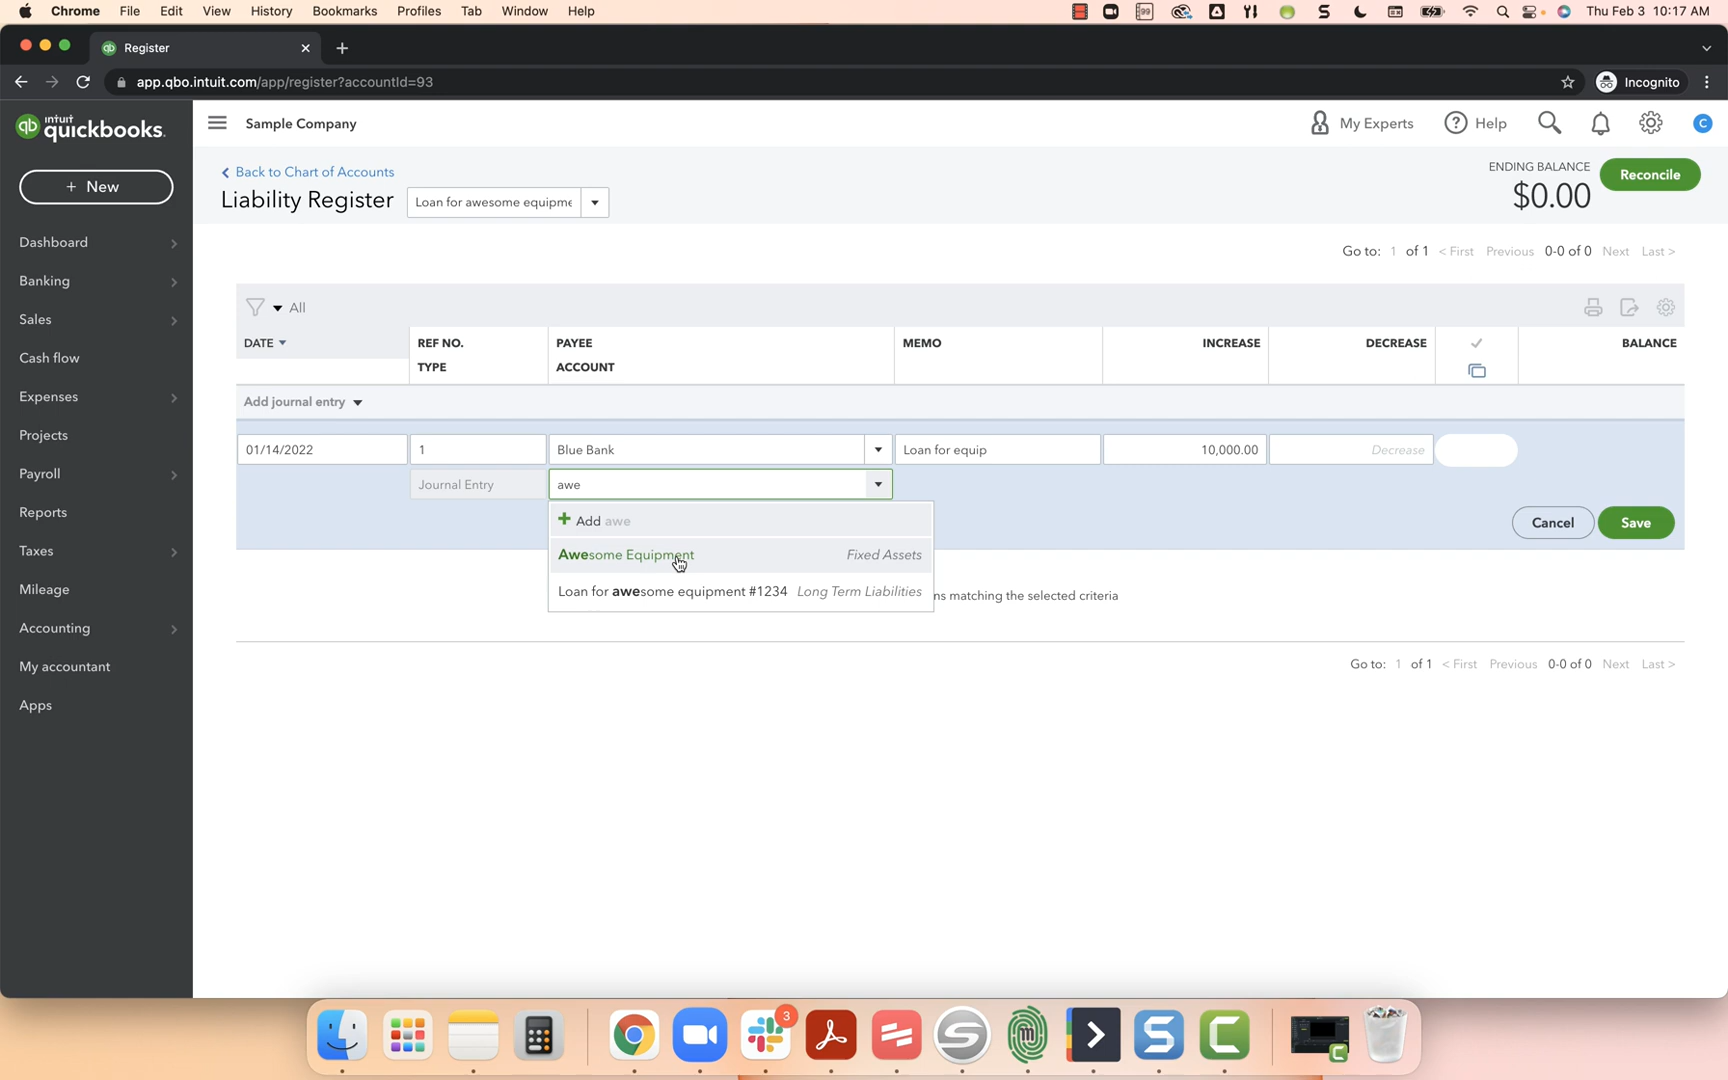 Chrome File Edit View History Bookmarks Profiles Tab Window Help Thu Feb 3 10:17 AM
Register
app.qbo.intuit.com/app/register?accountId=93 Incognito
intuit quickbooks. Sample Company My Experts Help C
+ New
Dashboard
Banking
Sales
Cash flow
Expenses
Projects
Payroll
Reports
Taxes
Mileage
Accounting
My accountant
Apps
Back to Chart of Accounts
Liability Register Loan for awesome equipme
ENDING BALANCE
$0.00
Reconcile
Go to: 1 of 1 < First Previous 0-0 of 0 Next Last >
All
DATE REF NO. PAYEE MEMO INCREASE DECREASE BALANCE
TYPE ACCOUNT
Add journal entry
01/14/2022 1 Blue Bank Loan for equip 10,000.00 Decrease
Journal Entry awe
+ Add awe
Cancel Save
Awesome Equipment Fixed Assets
Loan for awesome equipment #1234 Long Term Liabilities
ns matching the selected criteria
Go to: 1 of 1 < First Previous 0-0 of 0 Next Last >
3